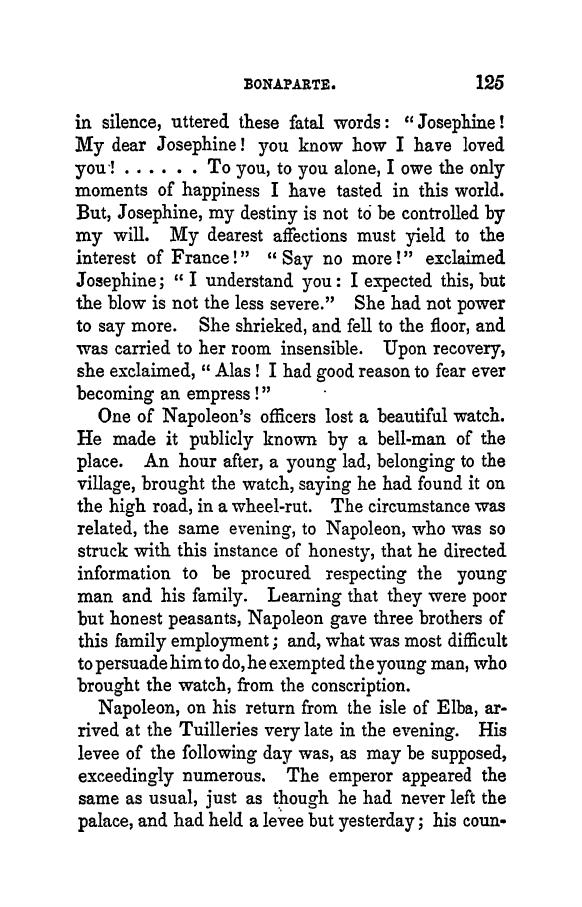 BONAPARTE. 125
in silence, uttered these fatal words: "Josephine!
My dear Josephine! you know how I have loved
you! . . . . . . To you, to you alone, I owe the only
moments of happiness I have tasted in this world.
But, Josephine, my destiny is not to be controlled by
my will. My dearest affections must yield to the
interest of France!" "Say no more!" exclaimed
Josephine; "I understand you: I expected this, but
the blow is not the less severe." She had not power
to say more. She shrieked, and fell to the floor, and
was carried to her room insensible. Upon recovery,
she exclaimed, "Alas! I had good reason to fear ever
becoming an empress!"
One of Napoleon's officers lost a beautiful watch.
He made it publicly known by a bell-man of the
place. An hour after, a young lad, belonging to the
village, brought the watch, saying he had found it on
the high road, in a wheel-rut. The circumstance was
related, the same evening, to Napoleon, who was so
struck with this instance of honesty, that he directed
information to be procured respecting the young
man and his family. Learning that they were poor
but honest peasants, Napoleon gave three brothers of
this family employment; and, what was most difficult
to persuade him to do, he exempted the young man, who
brought the watch, from the conscription.
Napoleon, on his return from the isle of Elba, ar-
rived at the Tuilleries very late in the evening. His
levee of the following day was, as may be supposed,
exceedingly numerous. The emperor appeared the
same as usual, just as though he had never left the
palace, and had held a levee but yesterday; his coun-